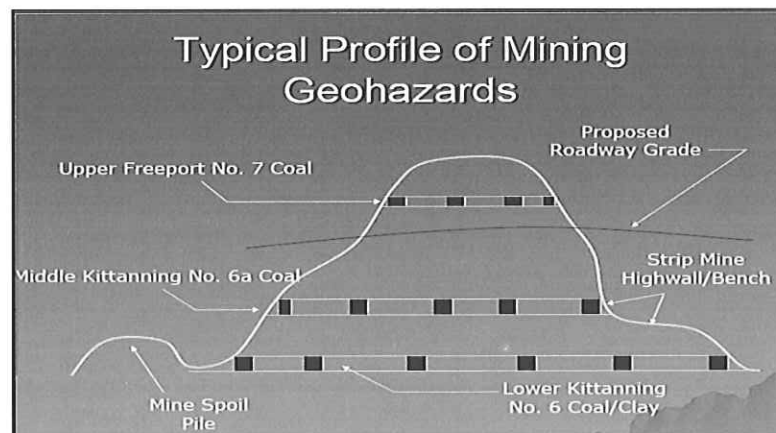 Typical Profile of Mining
Geohazards
Proposed
Roadway Grade
Upper Freeport No. 7 Coal
Strip Mine
Highwall/Bench
Middle Kittanning No. 6a Coal
Lower Kittanning
No. 6 Coal/Clay
Mine Spoil
Pile